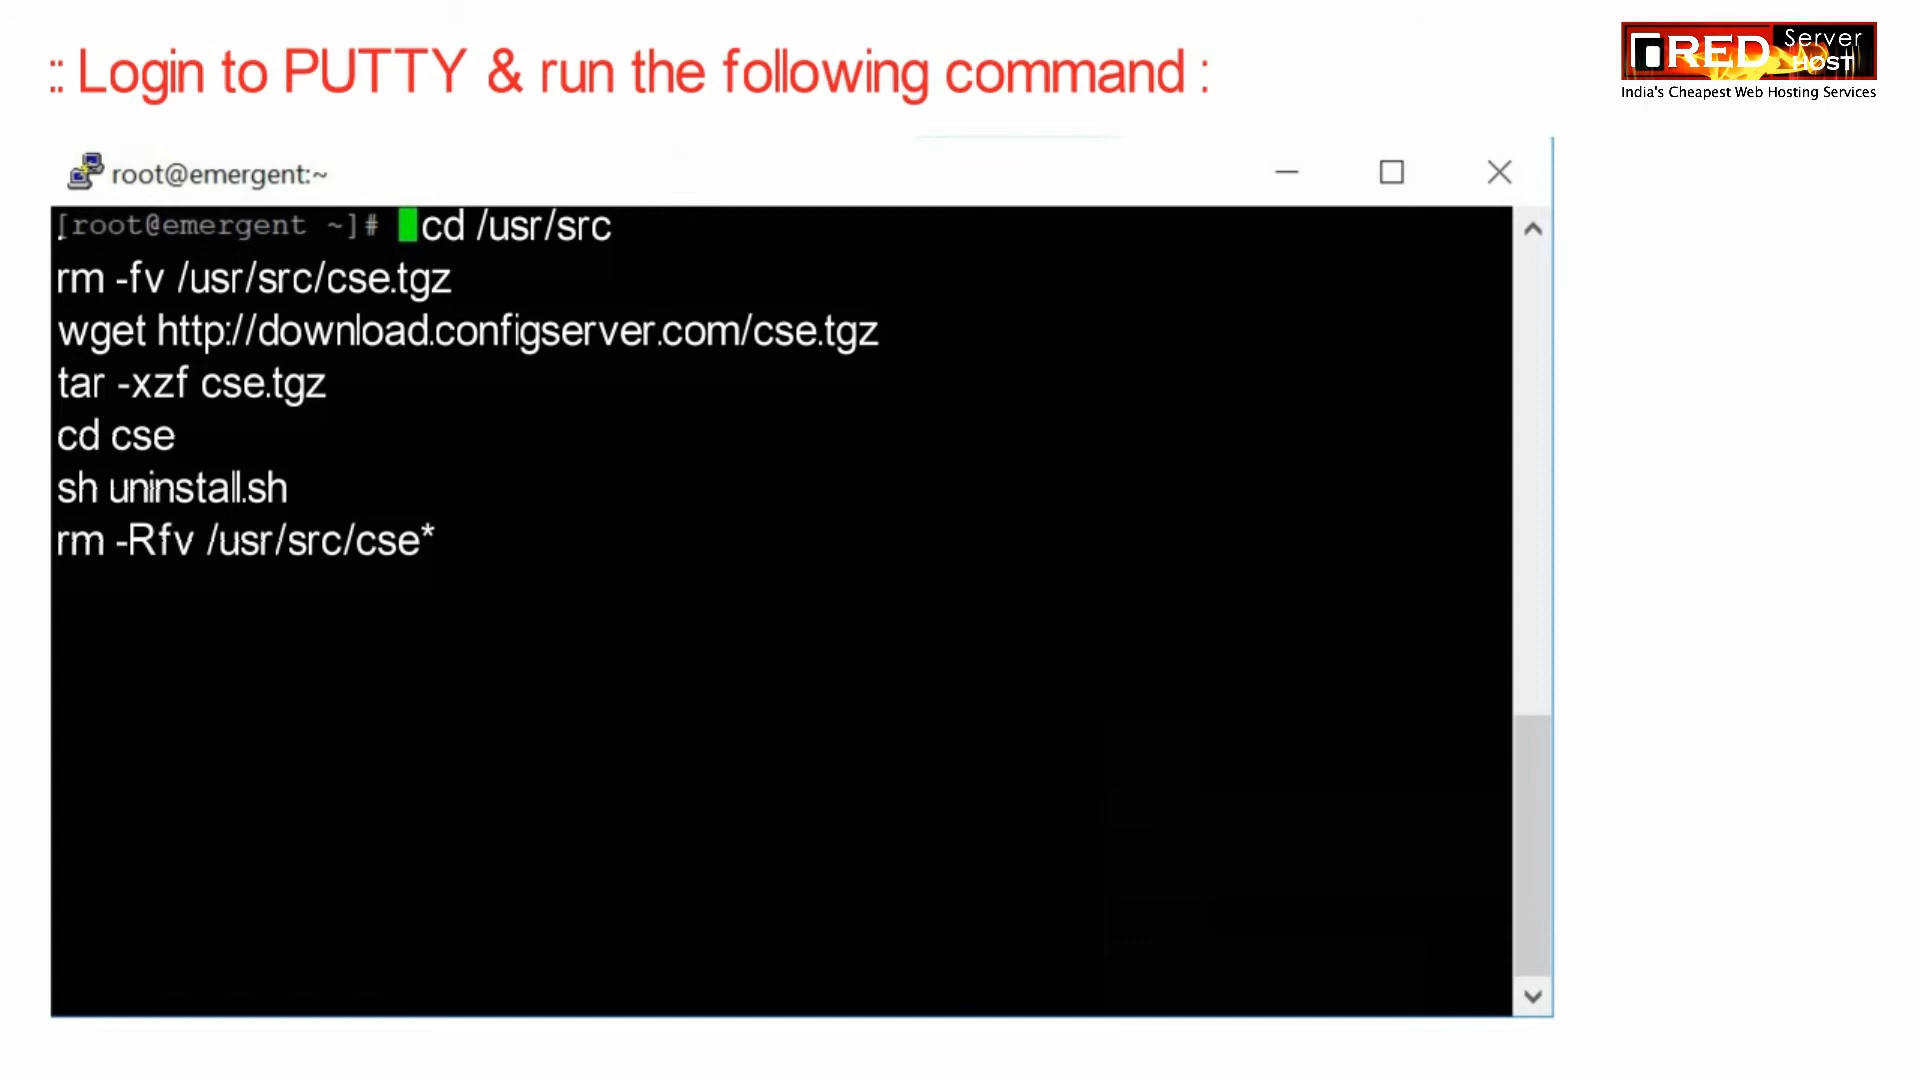 :: Login to PUTTY & run the following command :
RED Server HOST
India's Cheapest Web Hosting Services
root@emergent:~
[root@emergent ~]# cd /usr/src
rm -fv /usr/src/cse.tgz
wget http://download.configserver.com/cse.tgz
tar -xzf cse.tgz
cd cse
sh uninstall.sh
rm -Rfv /usr/src/cse*